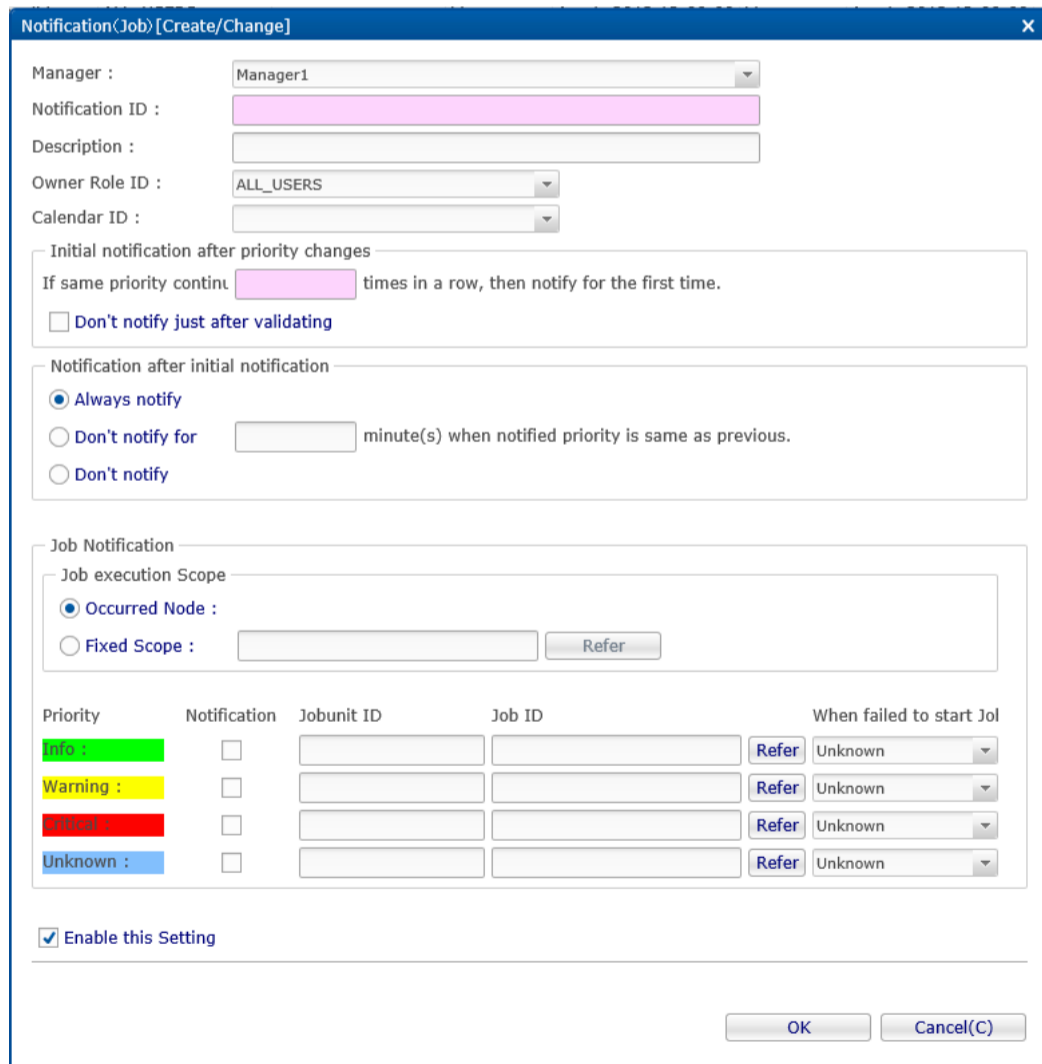 Notification(Job)[Create/Change]
Manager :
Manager1
Notification ID :
Description :
Owner Role ID :
ALL_USERS
Calendar ID :
Initial notification after priority changes
If same priority continu times in a row, then notify for the first time.
Don't notify just after validating
Notification after initial notification
Always notify
Don't notify for minute(s) when notified priority is same as previous.
Don't notify
Job Notification
Job execution Scope
Occurred Node :
Fixed Scope : Refer
Priority Notification Jobunit ID Job ID When failed to start Jol
Info : Refer Unknown
Warning : Refer Unknown
Critical : Refer Unknown
Unknown : Refer Unknown
Enable this Setting
OK Cancel(C)